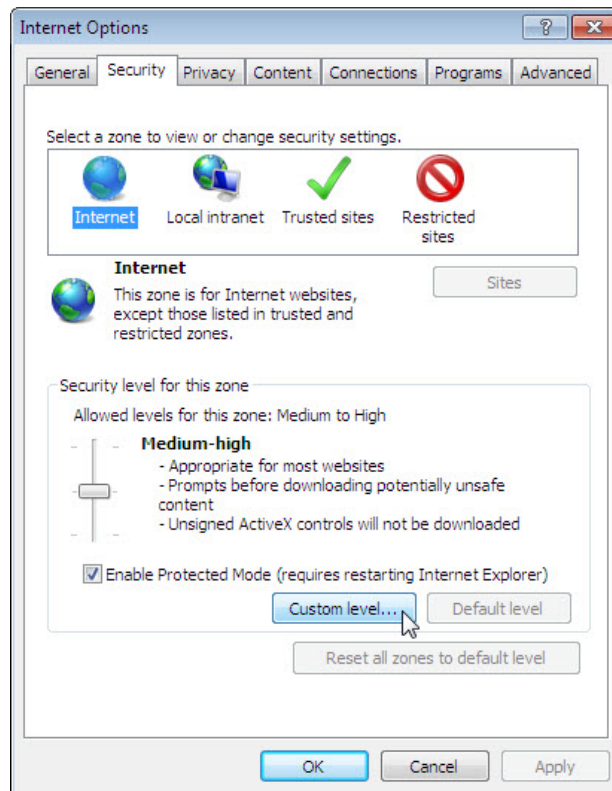 Internet Options
?
General Security Privacy Content Connections Programs Advanced
Select a zone to view or change security settings.
Internet Local intranet Trusted sites Restricted
sites
Internet
Sites
This zone is for Internet websites,
except those listed in trusted and
restricted zones.
Security level for this zone
Allowed levels for this zone: Medium to High
Medium-high
- Appropriate for most websites
- Prompts before downloading potentially unsafe
content
- Unsigned ActiveX controls will not be downloaded
Enable Protected Mode (requires restarting Internet Explorer)
Custom level... Default level
Reset all zones to default level
OK Cancel Apply